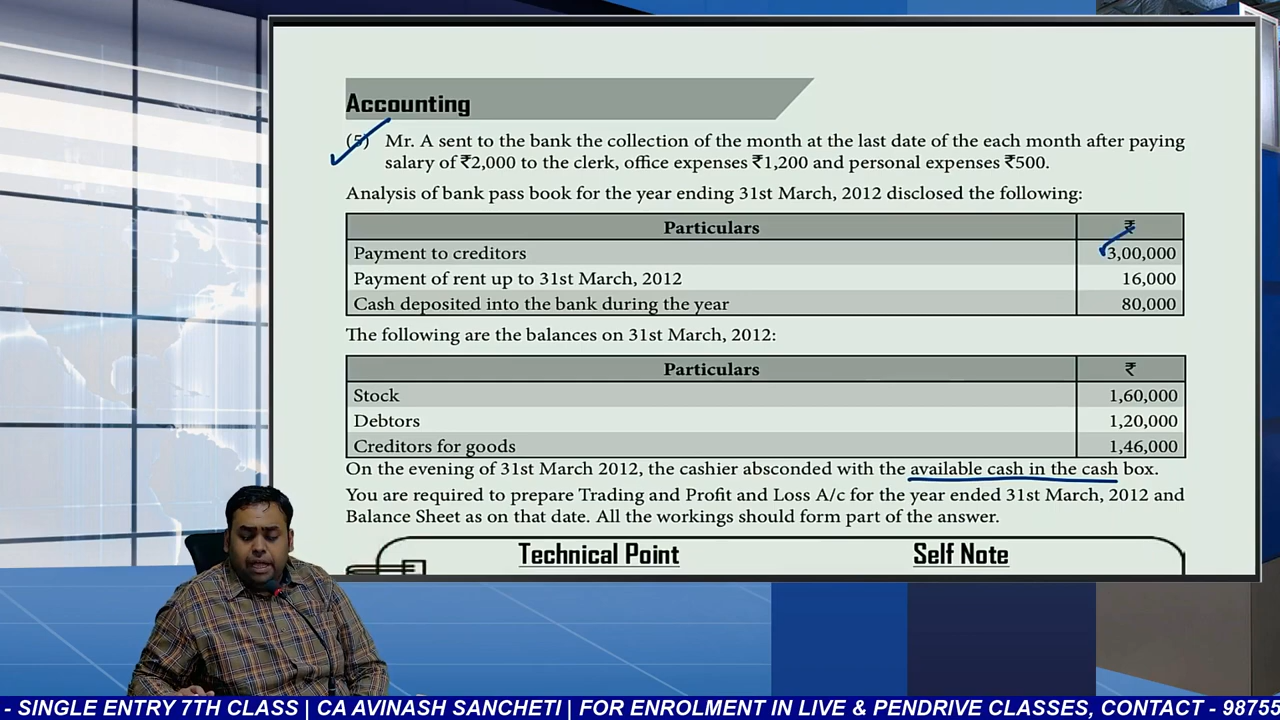 Accounting
(5) Mr. A sent to the bank the collection of the month at the last date of the each month after paying
salary of ₹2,000 to the clerk, office expenses ₹1,200 and personal expenses ₹500.
Analysis of bank pass book for the year ending 31st March, 2012 disclosed the following:
Particulars ₹
Payment to creditors 3,00,000
Payment of rent up to 31st March, 2012 16,000
Cash deposited into the bank during the year 80,000
The following are the balances on 31st March, 2012:
Particulars ₹
Stock 1,60,000
Debtors 1,20,000
Creditors for goods 1,46,000
On the evening of 31st March 2012, the cashier absconded with the available cash in the cash box.
You are required to prepare Trading and Profit and Loss A/c for the year ended 31st March, 2012 and
Balance Sheet as on that date. All the workings should form part of the answer.
Technical Point Self Note
- SINGLE ENTRY 7TH CLASS | CA AVINASH SANCHETI | FOR ENROLMENT IN LIVE & PENDRIVE CLASSES, CONTACT - 98755